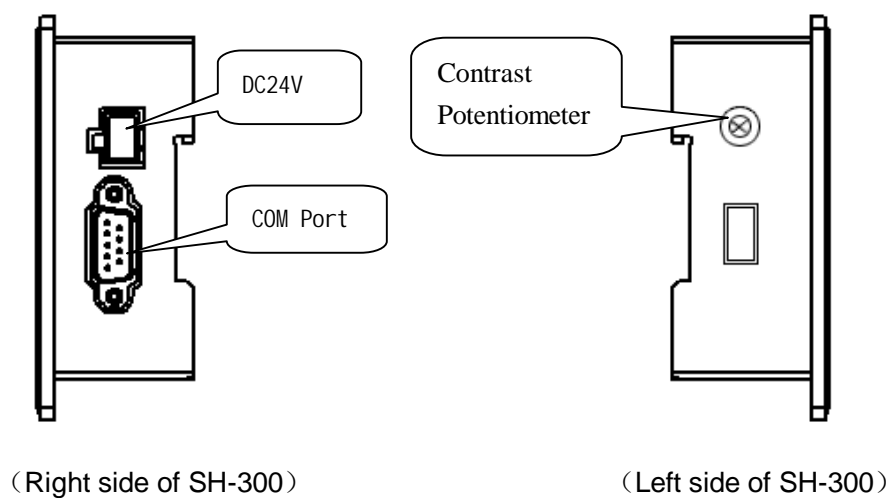 DC24V
COM Port
Contrast
Potentiometer
（Right side of SH-300）
（Left side of SH-300）